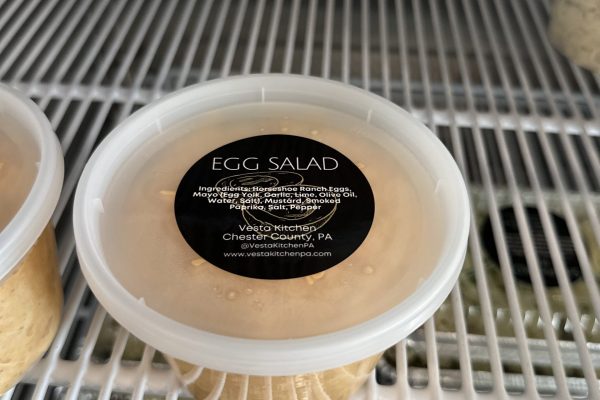 EGG SALAD
Ingredients: Horseshoe Ranch Eggs,
Mayo (Egg Yolk, Garlic, Lime, Olive Oil,
Water, Salt), Mustard, Smoked
Paprika, Salt, Pepper
Vesta Kitchen
Chester County, PA
@VestaKitchenPA
www.vestakitchenpa.com